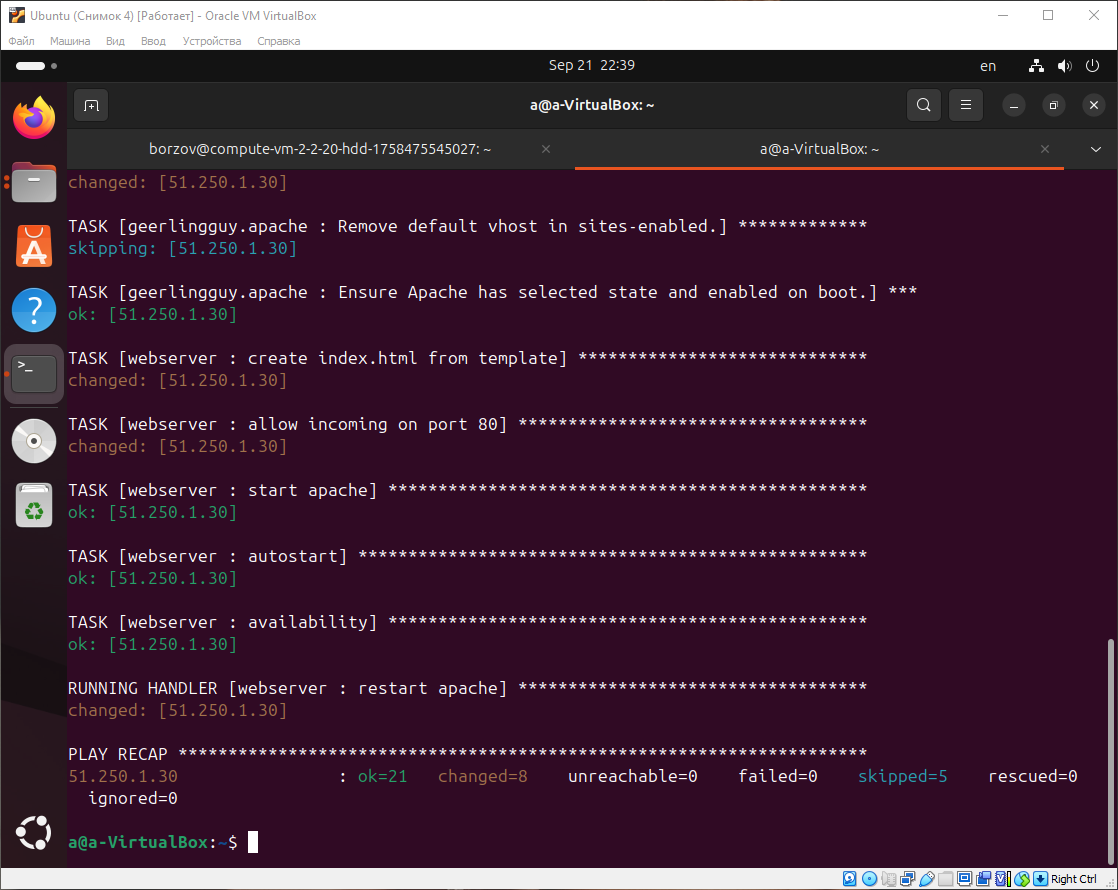 Ubuntu (Снимок 4) [Работает] - Oracle VM VirtualBox
Файл Машина Вид Ввод Устройства Справка
Sep 21 22:39 en
a@a-VirtualBox: ~
borzov@compute-vm-2-2-20-hdd-1758475545027: ~ a@a-VirtualBox: ~
changed: [51.250.1.30]
TASK [geerlingguy.apache : Remove default vhost in sites-enabled.] *************
skipping: [51.250.1.30]
TASK [geerlingguy.apache : Ensure Apache has selected state and enabled on boot.] ***
ok: [51.250.1.30]
TASK [webserver : create index.html from template] *****************************
changed: [51.250.1.30]
TASK [webserver : allow incoming on port 80] ***********************************
changed: [51.250.1.30]
TASK [webserver : start apache] ************************************************
ok: [51.250.1.30]
TASK [webserver : autostart] ***************************************************
ok: [51.250.1.30]
TASK [webserver : availability] ************************************************
ok: [51.250.1.30]
RUNNING HANDLER [webserver : restart apache] ***********************************
changed: [51.250.1.30]
PLAY RECAP *********************************************************************
51.250.1.30 : ok=21 changed=8 unreachable=0 failed=0 skipped=5 rescued=0
ignored=0
a@a-VirtualBox:~$
Right Ctrl